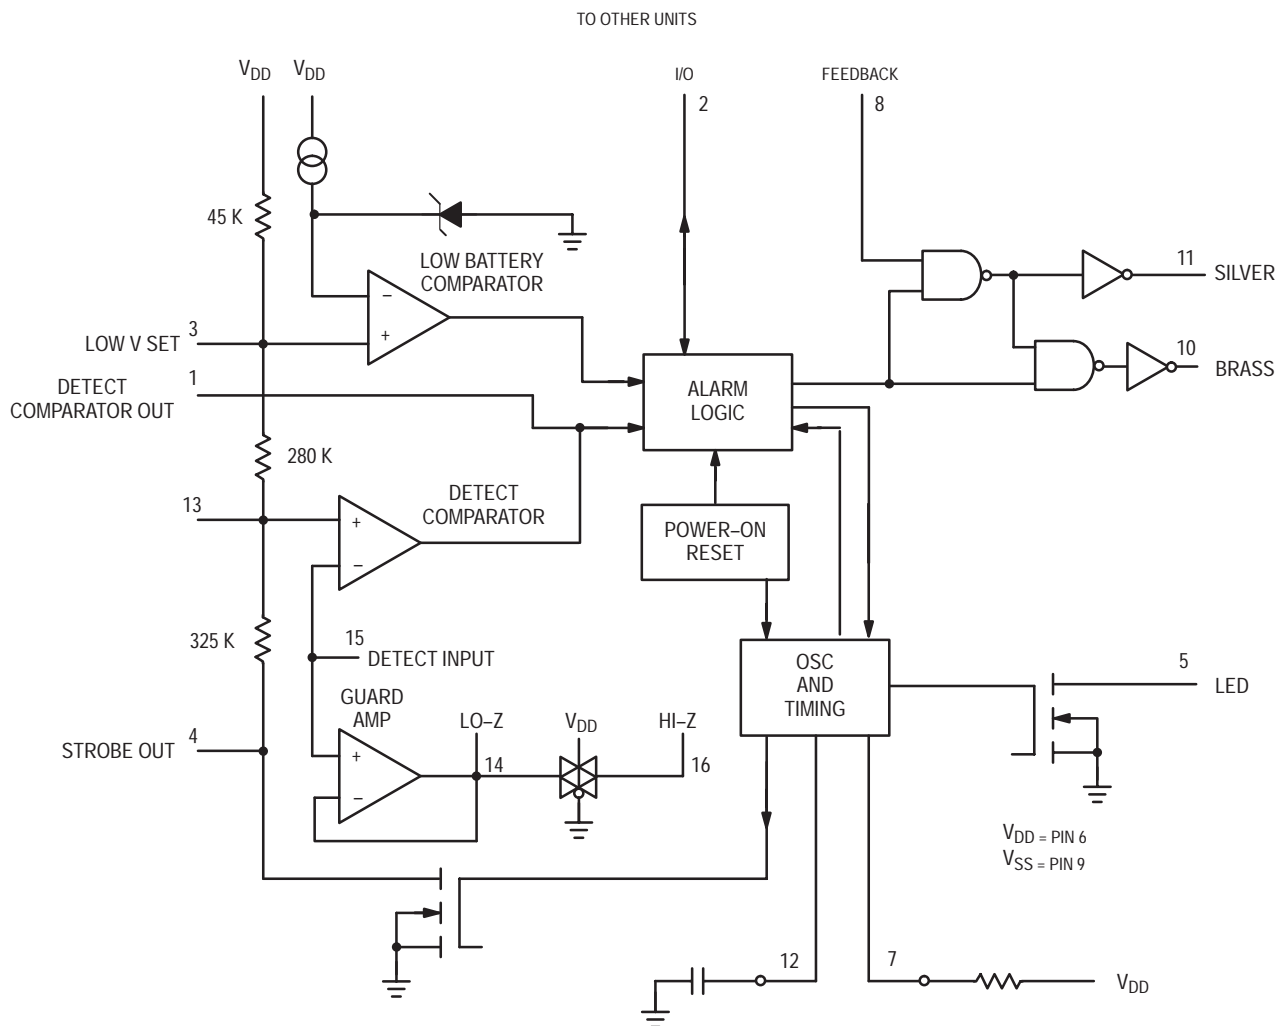 TO OTHER UNITS
VDD VDD
I/O
FEEDBACK
2
8
45 K
LOW BATTERY
COMPARATOR
−
+
LOW V SET 3
1
DETECT
COMPARATOR OUT
ALARM
LOGIC
11 SILVER
10
BRASS
280 K
13
DETECT
COMPARATOR
+
−
POWER–ON
RESET
325 K
15
DETECT INPUT
OSC
AND
TIMING
5
LED
GUARD
AMP
LO–Z
VDD
HI–Z
STROBE OUT 4
+
−
14
16
VDD = PIN 6
VSS = PIN 9
12
7
VDD